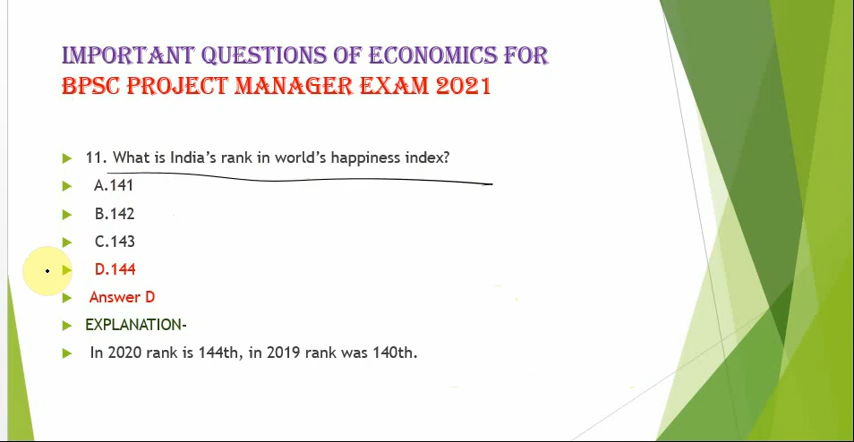 IMPORTANT QUESTIONS OF ECONOMICS FOR
BPSC PROJECT MANAGER EXAM 2021
11. What is India's rank in world's happiness index?
A.141
B.142
C.143
D.144
Answer D
EXPLANATION-
In 2020 rank is 144th, in 2019 rank was 140th.